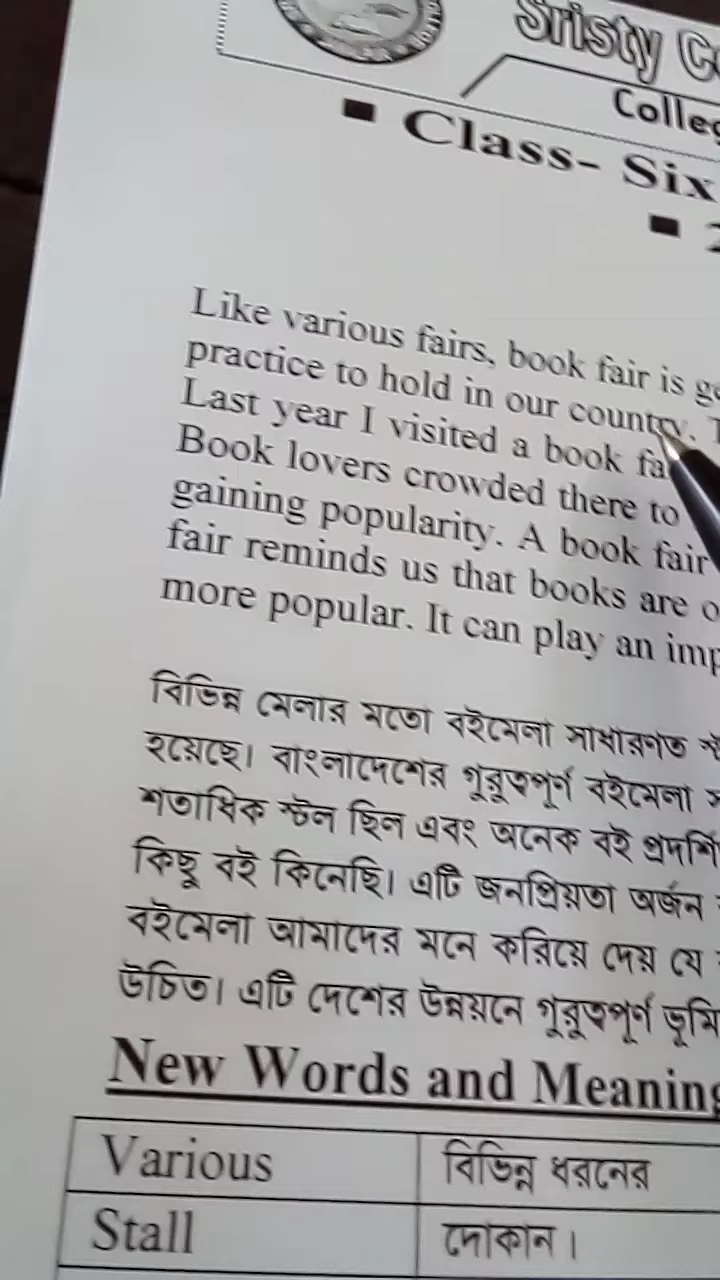 Sristy
Colleg
Class- Six
Like various fairs, book fair is
practice to hold in our country.
Last year I visited a book fa
Book lovers crowded there to
gaining popularity. A book fair
fair reminds us that books are o
more popular. It can play an imp
বিভিন্ন মেলার মতো বইমেলা সাধারণত
হয়েছে। বাংলাদেশের গুরুত্বপূর্ণ বইমেলা
শতাধিক স্টল ছিল এবং অনেক বই প্রদর্শি
কিছু বই কিনেছি। এটি জনপ্রিয়তা অর্জন
বইমেলা আমাদের মনে করিয়ে দেয় যে
উচিত। এটি দেশের উন্নয়নে গুরুত্বপূর্ণ ভূমি
New Words and Meaning
Various বিভিন্ন ধরনের
Stall দোকান।